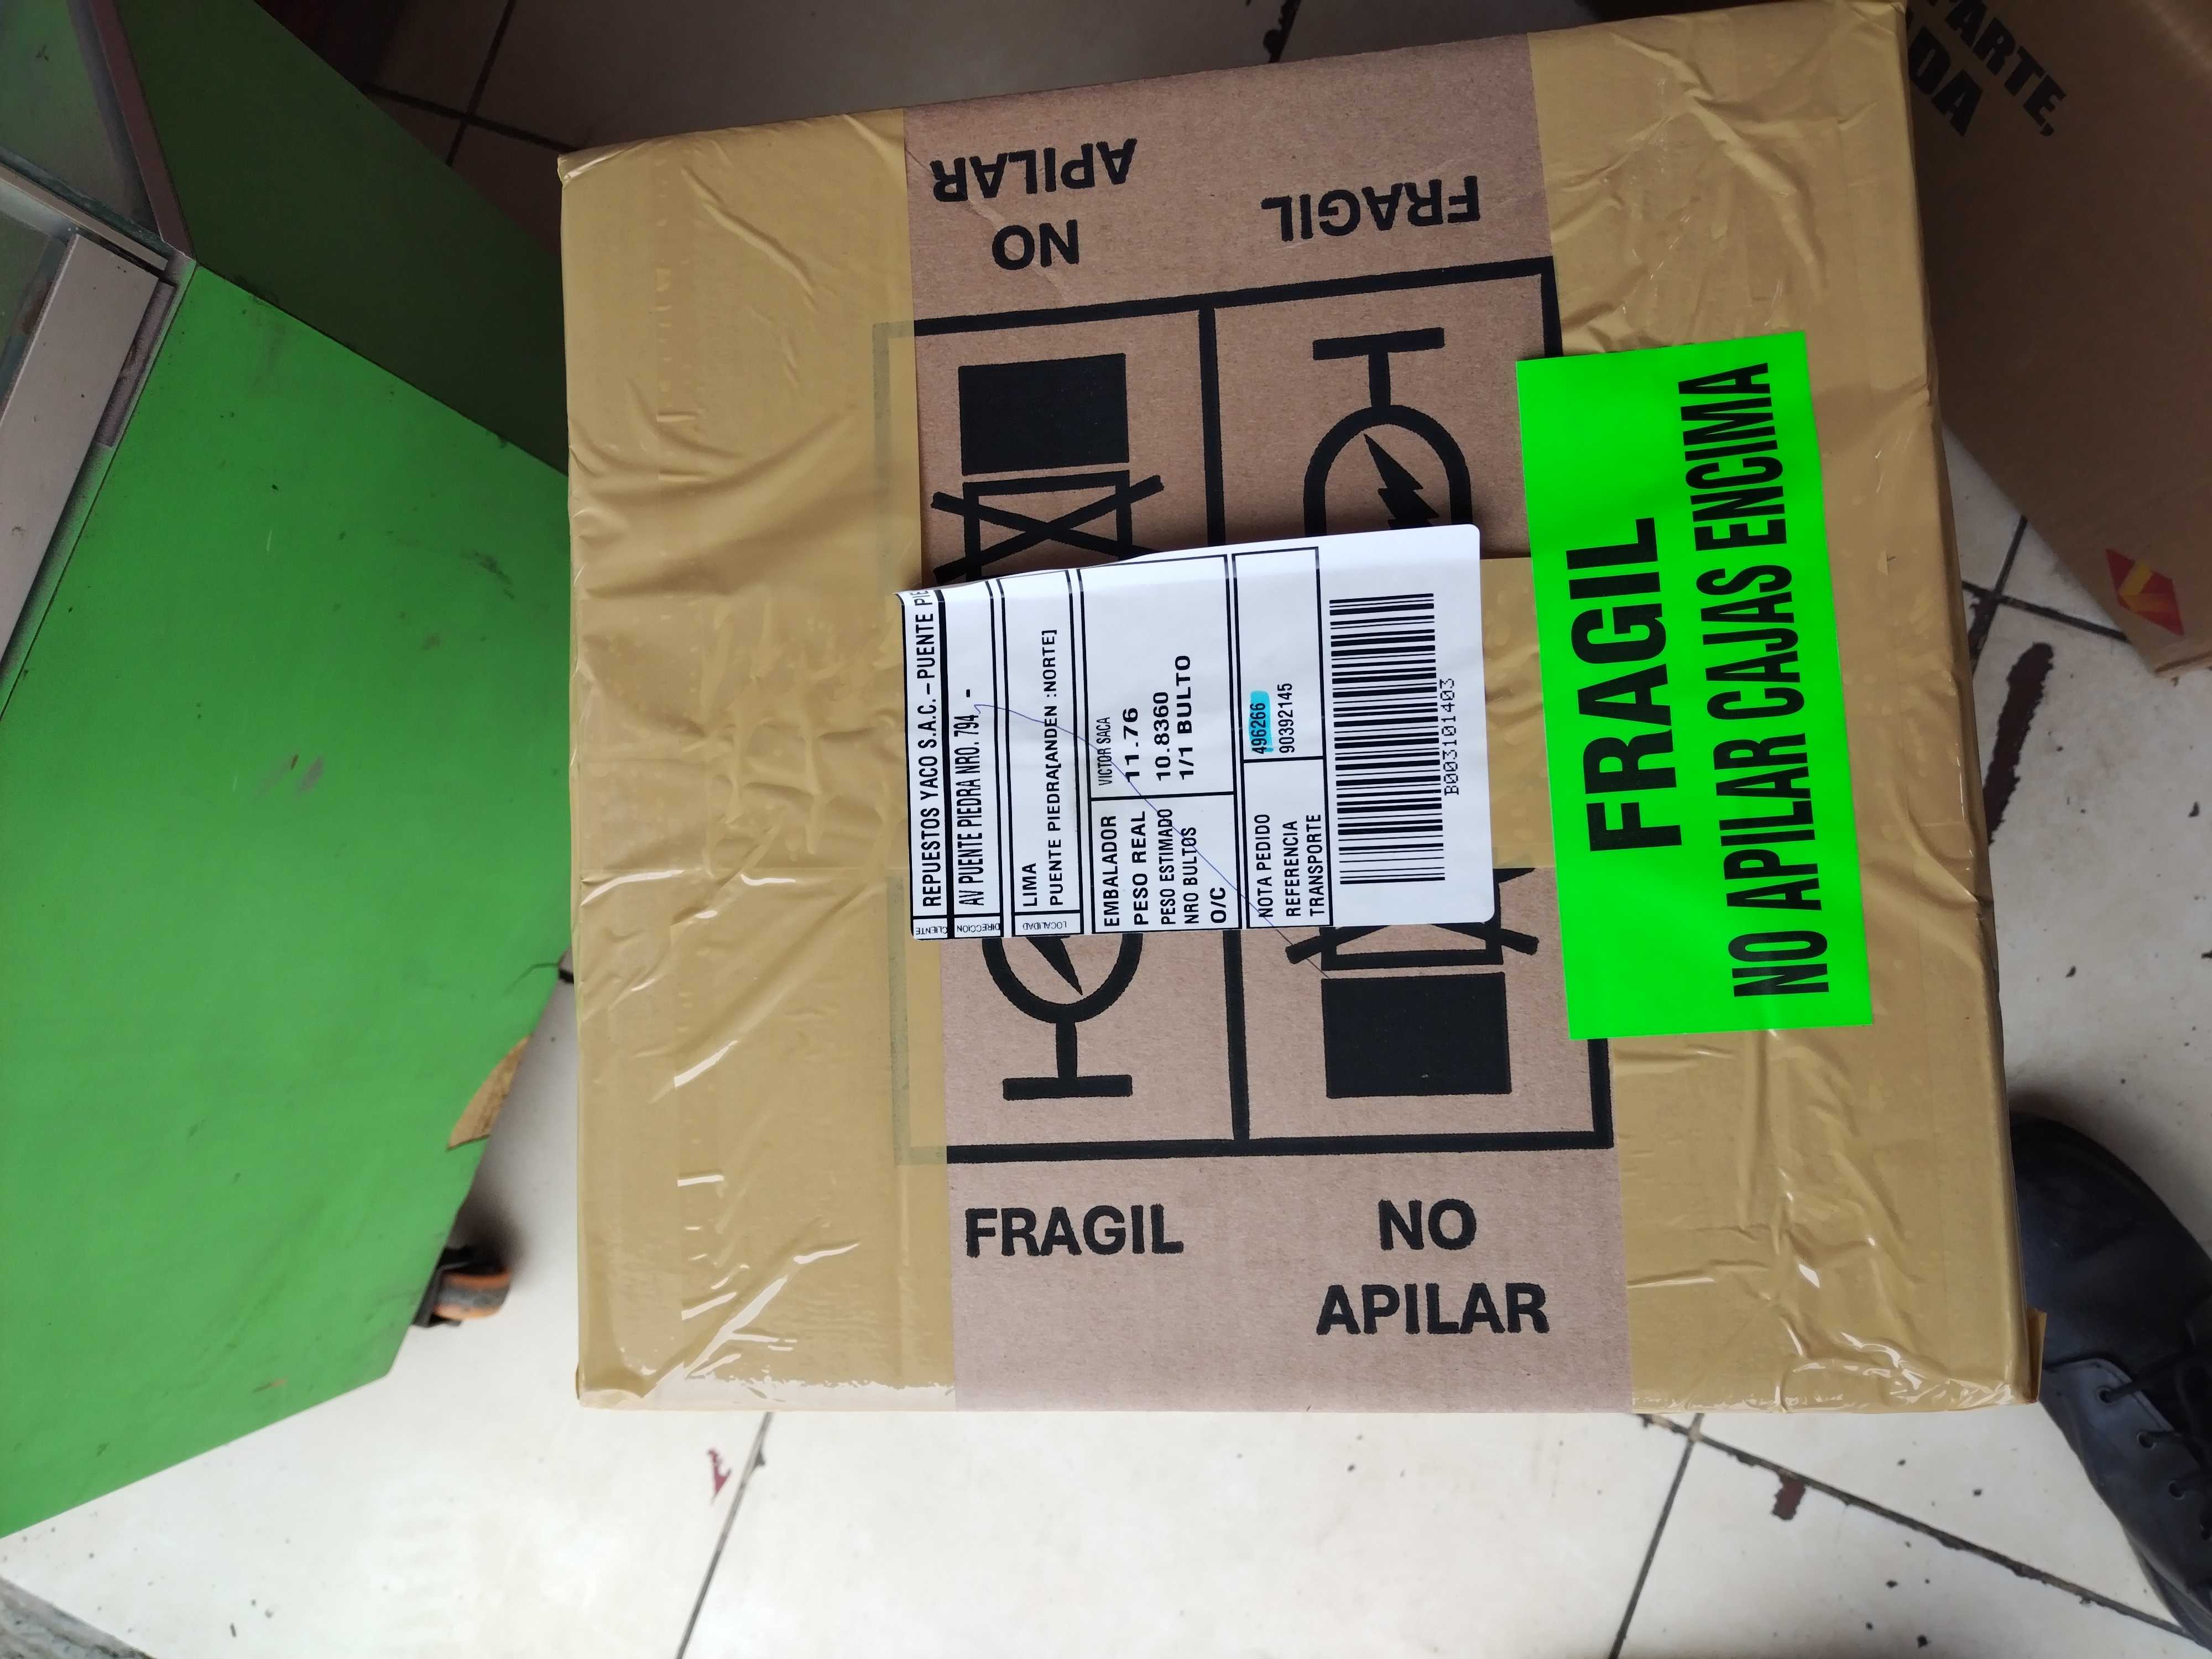 NO
APILAR
FRAGIL
REPUESTOS YACO S.A.C. - PUENTE PIE
CLIENTE
AV PUENTE PIEDRA NRO. 794 -
DIRECCION
LIMA
PUENTE PIEDRA[ANDEN :NORTE]
LOCALIDAD
EMBALADOR VICTOR SACA
PESO REAL 11.76
PESO ESTIMADO 10.8360
NRO BULTOS 1/1 BULTO
O/C
NOTA PEDIDO 496266
REFERENCIA 90392145
TRANSPORTE
B003101403
FRAGIL
NO APILAR CAJAS ENCIMA
FRAGIL
NO
APILAR
PARTE,